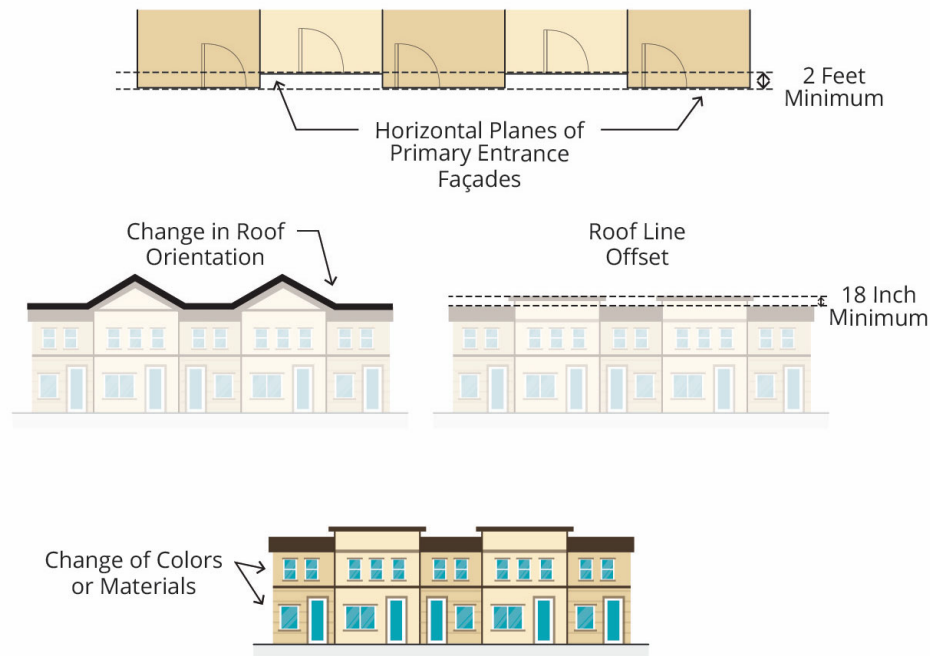 2 Feet
Minimum
Horizontal Planes of
Primary Entrance
Façades
Change in Roof
Orientation
Roof Line
Offset
18 Inch
Minimum
Change of Colors
or Materials